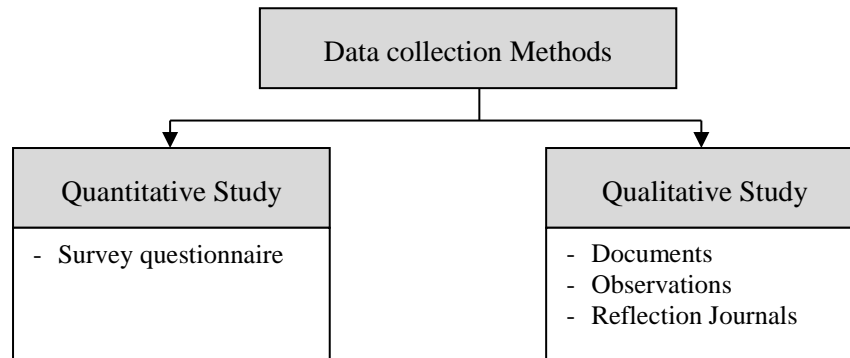 Data collection Methods
Quantitative Study
- Survey questionnaire
Qualitative Study
- Documents
- Observations
- Reflection Journals